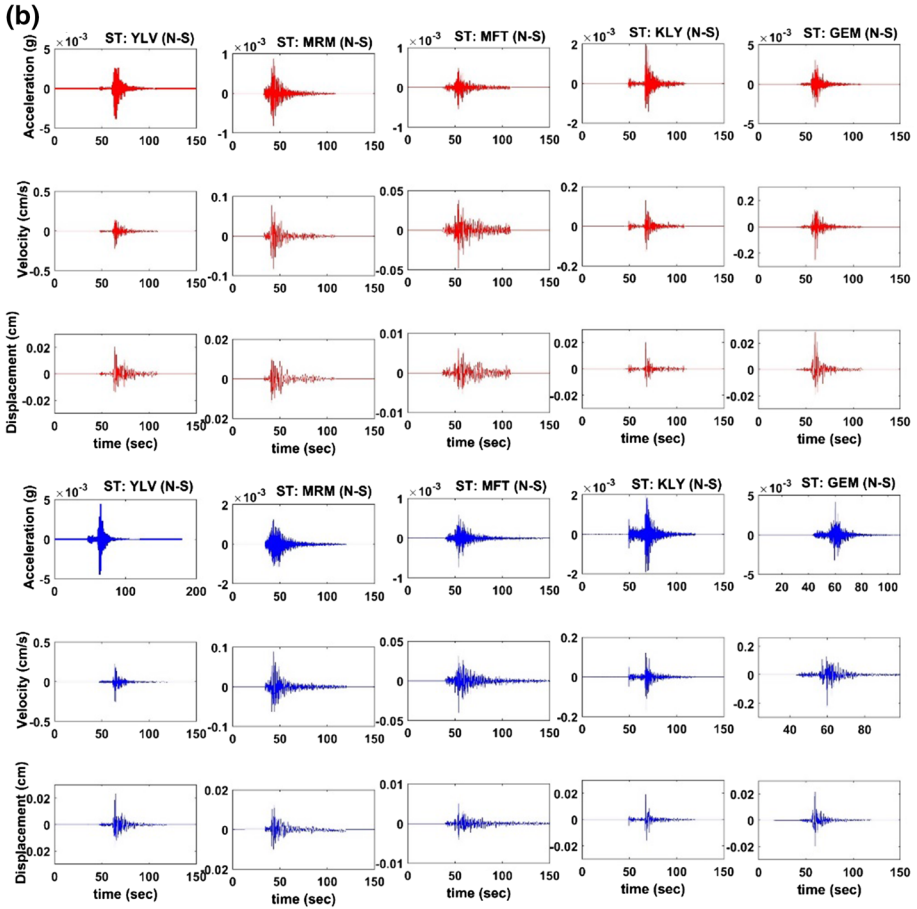 (b)
ST: YLV (N-S) ST: MRM (N-S) ST: MFT (N-S) ST: KLY (N-S) ST: GEM (N-S)
×10⁻³ ×10⁻³ ×10⁻³ ×10⁻³ ×10⁻³
Acceleration (g)
5 0 -5
1 0 -1
1 0 -1
2 0 -2
5 0 -5
0 50 100 150 0 50 100 150 0 50 100 150 0 50 100 150 0 50 100 150
Velocity (cm/s)
0.5 0 -0.5
0.1 0 -0.1
0.05 0 -0.05
0.2 0 -0.2
0.2 0 -0.2
0 50 100 150 0 50 100 150 0 50 100 150 0 50 100 150 0 50 100 150
Displacement (cm)
0.02 0 -0.02
0.02 0 -0.02
0.01 0 -0.01
0.02 0 -0.02
0.02 0 -0.02
0 50 100 150 0 50 100 150 0 50 100 150 0 50 100 150 0 50 100 150
time (sec) time (sec) time (sec) time (sec) time (sec)
ST: YLV (N-S) ST: MRM (N-S) ST: MFT (N-S) ST: KLY (N-S) ST: GEM (N-S)
×10⁻³ ×10⁻³ ×10⁻³ ×10⁻³ ×10⁻³
Acceleration (g)
5 0 -5
2 0 -2
1 0 -1
2 0 -2
5 0 -5
0 100 200 0 50 100 150 0 50 100 150 0 50 100 150 20 40 60 80 100
Velocity (cm/s)
0.5 0 -0.5
0.1 0 -0.1
0.05 0 -0.05
0.2 0 -0.2
0.2 0 -0.2
0 50 100 150 0 50 100 150 0 50 100 150 0 50 100 150 40 60 80
Displacement (cm)
0.02 0 -0.02
0.02 0 -0.02
0.01 0 -0.01
0.02 0 -0.02
0.02 0 -0.02
0 50 100 150 0 50 100 150 0 50 100 150 0 50 100 150 0 50 100 150
time (sec) time (sec) time (sec) time (sec) time (sec)